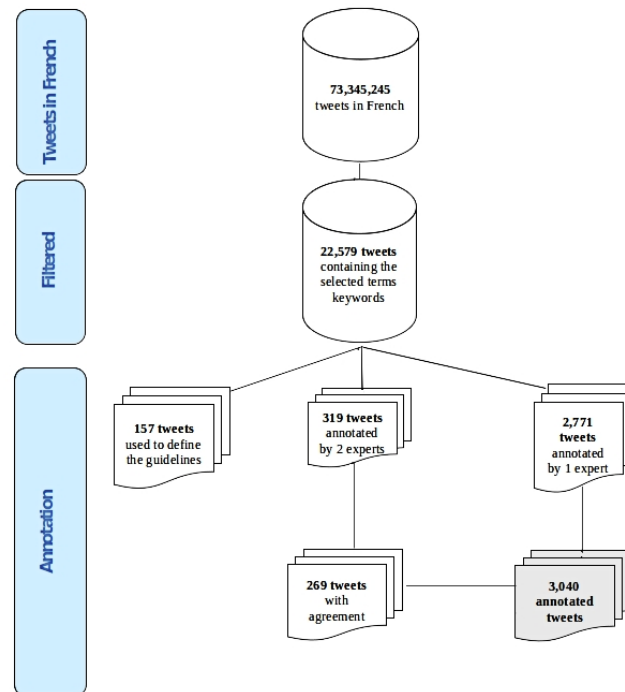 Tweets in French
73,345,245
tweets in French
Filtered
22,579 tweets
containing the
selected terms
keywords
Annotation
157 tweets
used to define
the guidelines
319 tweets
annotated
by 2 experts
2,771
tweets
annotated
by 1 expert
269 tweets
with
agreement
3,040
annotated
tweets